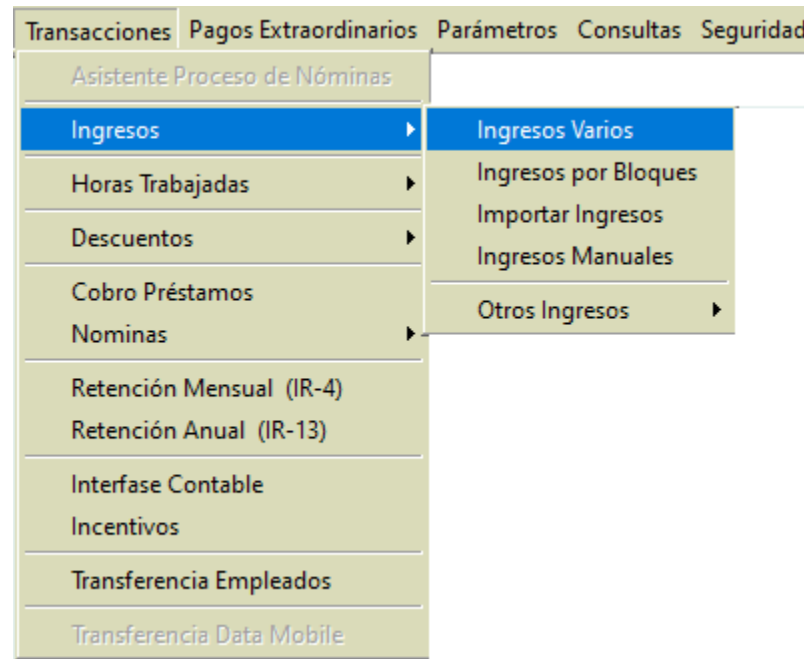 Transacciones Pagos Extraordinarios Parámetros Consultas Seguridad
Asistente Proceso de Nóminas
Ingresos
Horas Trabajadas
Descuentos
Cobro Préstamos
Nominas
Retención Mensual (IR-4)
Retención Anual (IR-13)
Interfase Contable
Incentivos
Transferencia Empleados
Transferencia Data Mobile
Ingresos Varios
Ingresos por Bloques
Importar Ingresos
Ingresos Manuales
Otros Ingresos